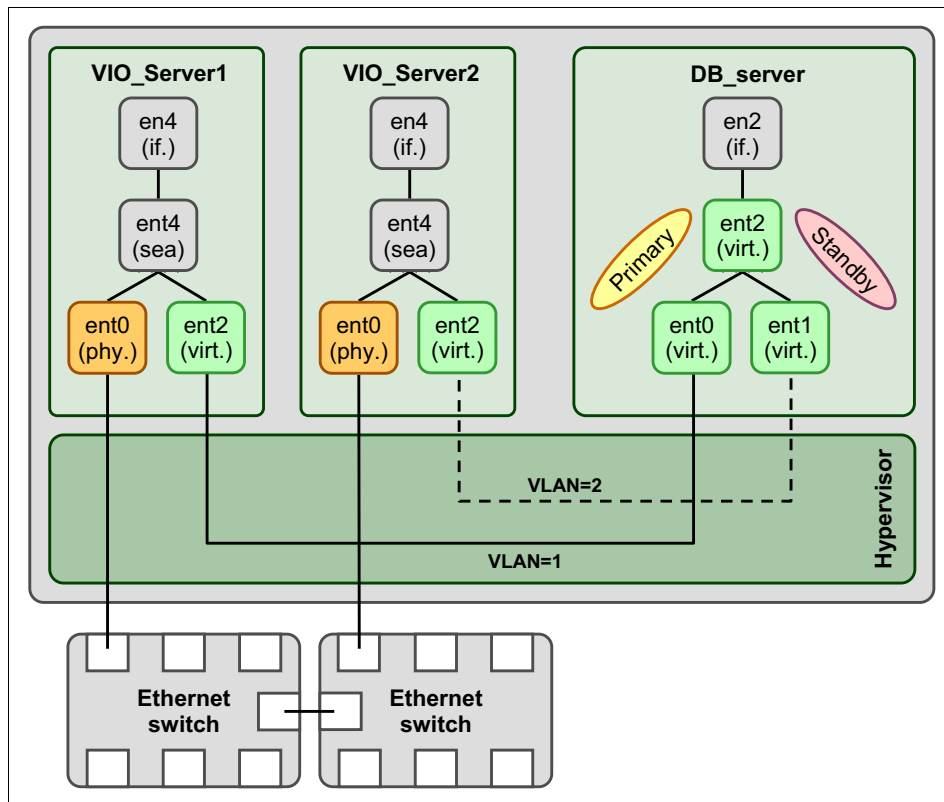 VIO_Server1
en4
(if.)
ent4
(sea)
ent0
(phy.)
ent2
(virt.)
VIO_Server2
en4
(if.)
ent4
(sea)
ent0
(phy.)
ent2
(virt.)
DB_server
en2
(if.)
ent2
(virt.)
Primary
Standby
ent0
(virt.)
ent1
(virt.)
VLAN=2
VLAN=1
Hypervisor
Ethernet
switch
Ethernet
switch